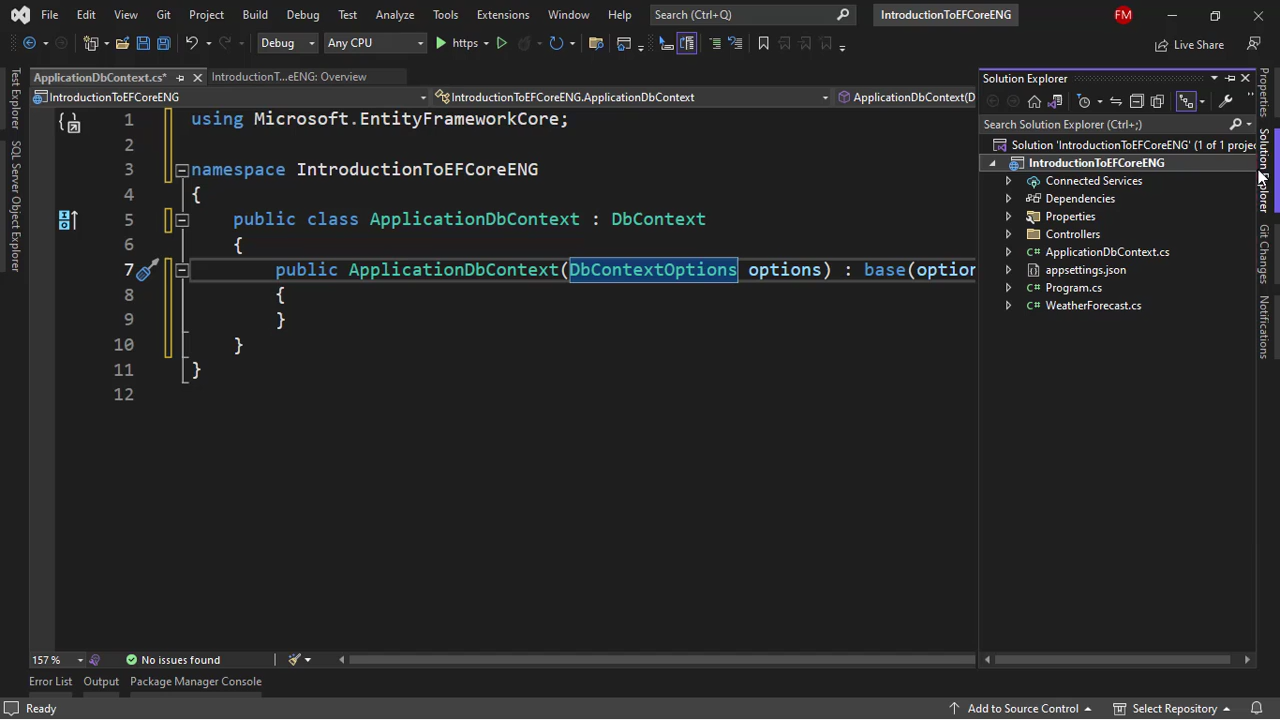 File Edit View Git Project Build Debug Test Analyze Tools Extensions Window Help Search (Ctrl+Q) IntroductionToEFCoreENG FM
Debug Any CPU https Live Share
ApplicationDbContext.cs* IntroductionT...eENG: Overview
IntroductionToEFCoreENG IntroductionToEFCoreENG.ApplicationDbContext ApplicationDbContext(D
Test Explorer
SQL Server Object Explorer
1 using Microsoft.EntityFrameworkCore;
2
3 namespace IntroductionToEFCoreENG
4 {
5 public class ApplicationDbContext : DbContext
6 {
7 public ApplicationDbContext(DbContextOptions options) : base(option
8 {
9 }
10 }
11 }
12
Solution Explorer
Search Solution Explorer (Ctrl+;)
Solution 'IntroductionToEFCoreENG' (1 of 1 projec
IntroductionToEFCoreENG
Connected Services
Dependencies
Properties
Controllers
ApplicationDbContext.cs
appsettings.json
Program.cs
WeatherForecast.cs
Properties
Solution Explorer
Git Changes
Notifications
157 % No issues found
Error List Output Package Manager Console
Ready Add to Source Control Select Repository